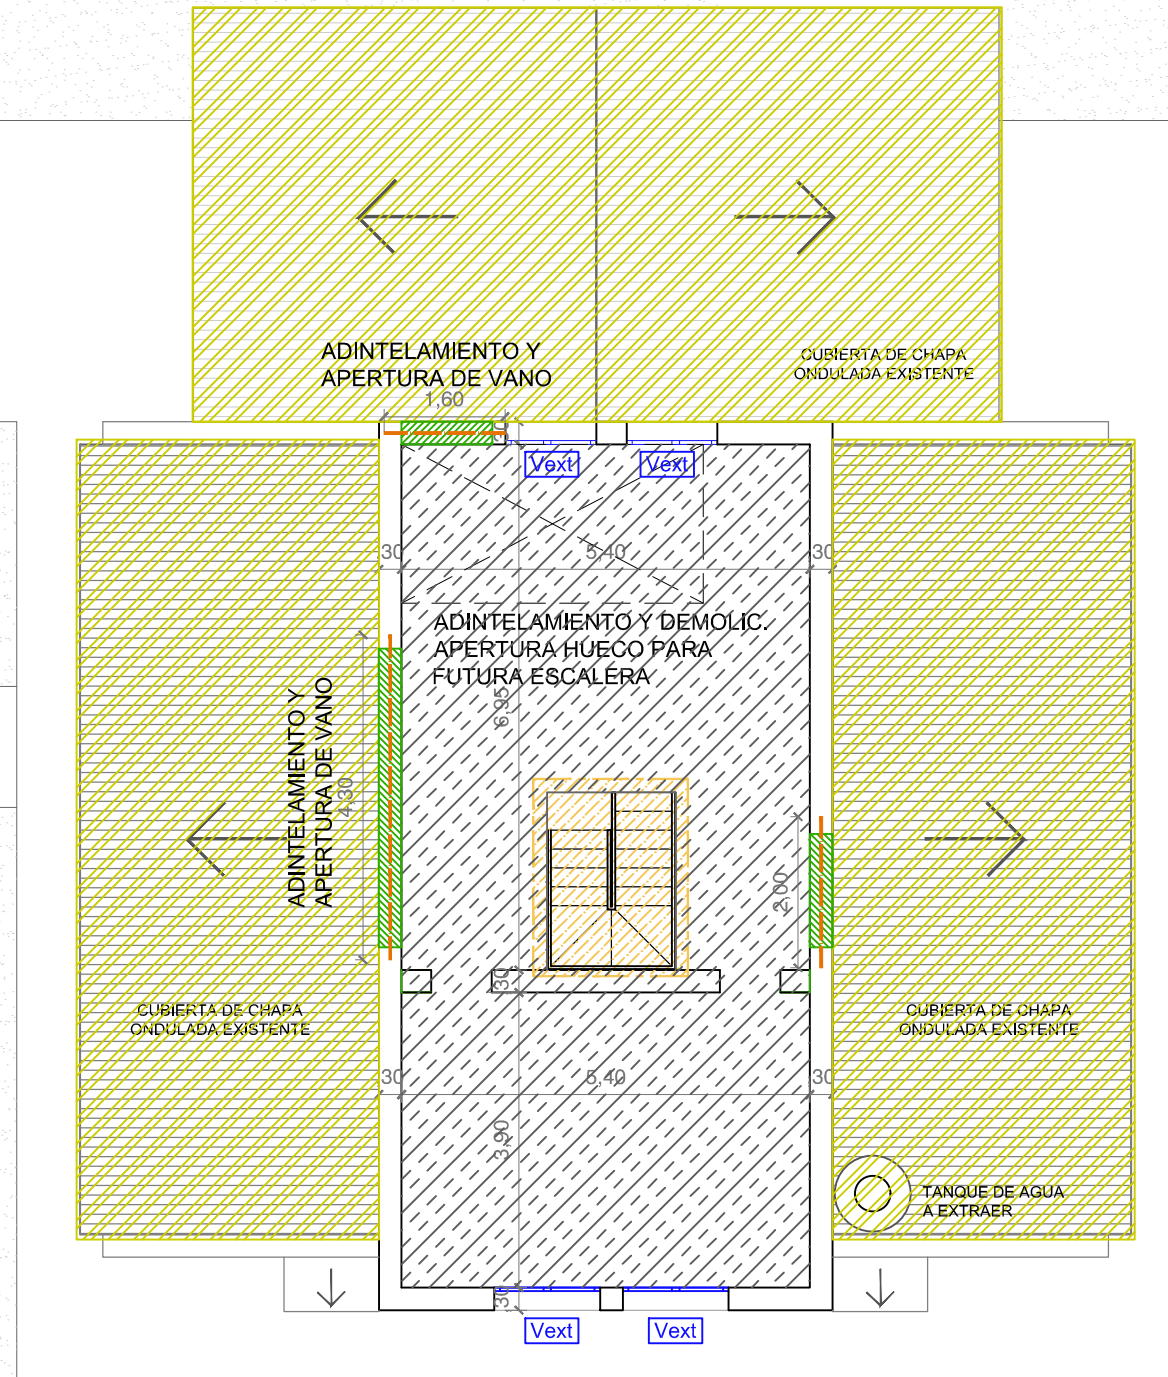 ADINTELAMIENTO Y
APERTURA DE VANO
1,60
CUBIERTA DE CHAPA
ONDULADA EXISTENTE
30
Vext
Vext
30
5,40
30
ADINTELAMIENTO Y DEMOLIC.
APERTURA HUECO PARA
FUTURA ESCALERA
6,95
ADINTELAMIENTO Y
APERTURA DE VANO
4,30
2,00
30
CUBIERTA DE CHAPA
ONDULADA EXISTENTE
CUBIERTA DE CHAPA
ONDULADA EXISTENTE
30
5,40
30
3,90
TANQUE DE AGUA
A EXTRAER
30
Vext
Vext